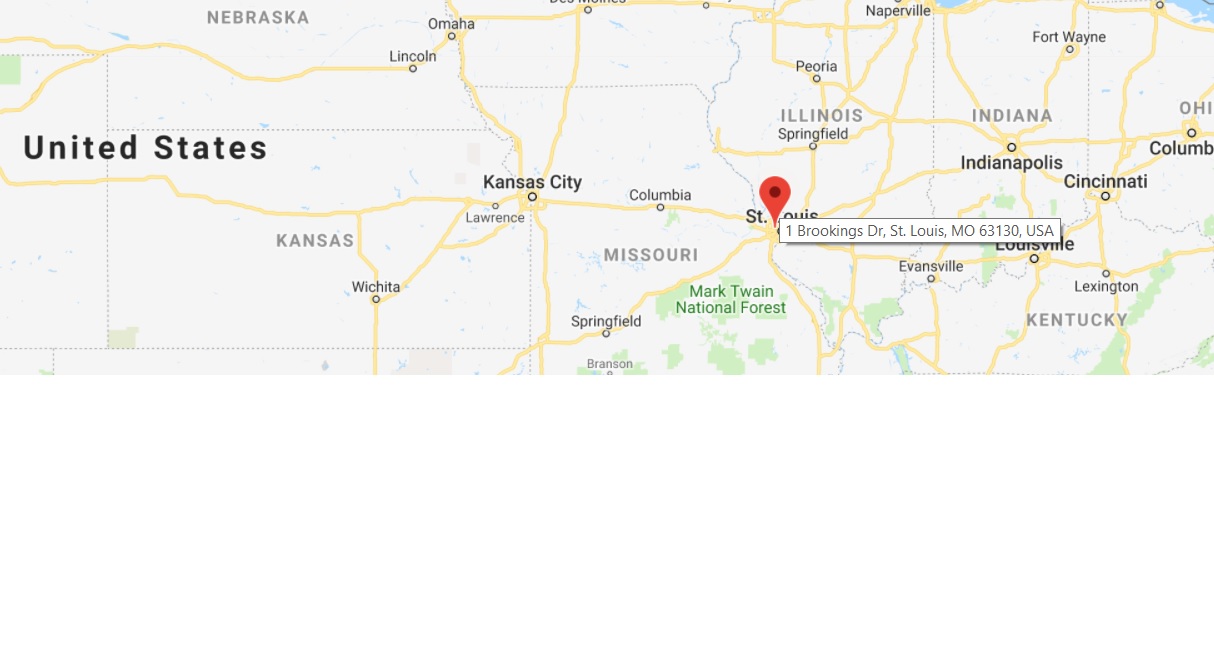 Des Moines
NEBRASKA
Omaha
Naperville
Fort Wayne
Lincoln
Peoria
ILLINOIS
INDIANA
OHI
Springfield
United States
Columb
Indianapolis
Kansas City
Cincinnati
Columbia
Lawrence
St. Louis
1 Brookings Dr, St. Louis, MO 63130, USA
KANSAS
Louisville
MISSOURI
Evansville
Wichita
Lexington
Mark Twain
National Forest
Springfield
KENTUCKY
Branson